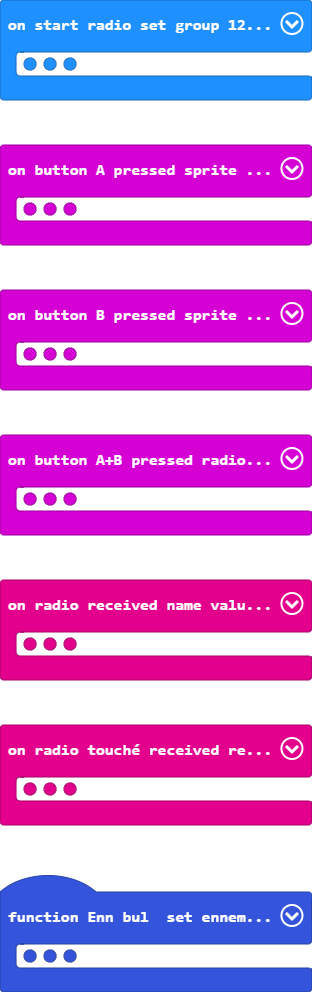 on start radio set group 12...
on button A pressed sprite ...
on button B pressed sprite ...
on button A+B pressed radio...
on radio received name valu...
on radio touché received re...
function Enn bul  set ennem...